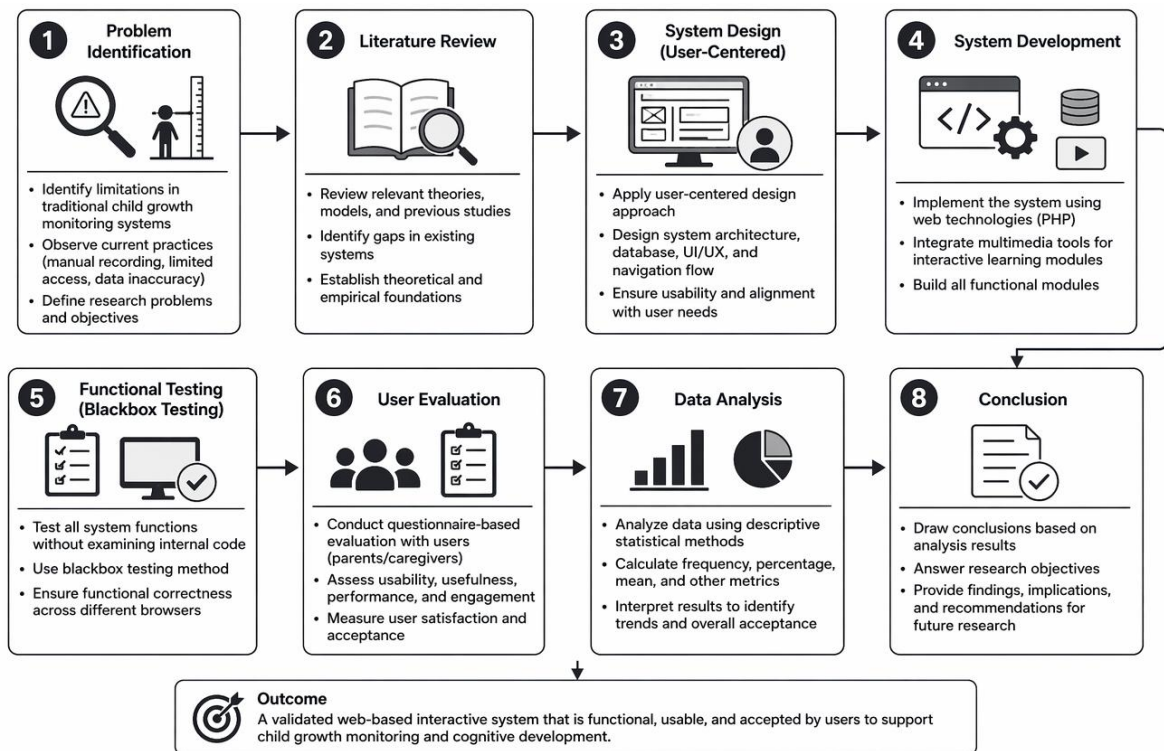 1
Problem
Identification
• Identify limitations in
traditional child growth
monitoring systems
• Observe current practices
(manual recording, limited
access, data inaccuracy)
• Define research problems
and objectives
2
Literature Review
• Review relevant theories,
models, and previous studies
• Identify gaps in existing
systems
• Establish theoretical and
empirical foundations
3
System Design
(User-Centered)
• Apply user-centered design
approach
• Design system architecture,
database, UI/UX, and
navigation flow
• Ensure usability and alignment
with user needs
4
System Development
</>
• Implement the system using
web technologies (PHP)
• Integrate multimedia tools for
interactive learning modules
• Build all functional modules
5
Functional Testing
(Blackbox Testing)
• Test all system functions
without examining internal code
• Use blackbox testing method
• Ensure functional correctness
across different browsers
6
User Evaluation
• Conduct questionnaire-based
evaluation with users
(parents/caregivers)
• Assess usability, usefulness,
performance, and engagement
• Measure user satisfaction and
acceptance
7
Data Analysis
• Analyze data using descriptive
statistical methods
• Calculate frequency, percentage,
mean, and other metrics
• Interpret results to identify
trends and overall acceptance
8
Conclusion
• Draw conclusions based on
analysis results
• Answer research objectives
• Provide findings, implications,
and recommendations for
future research
Outcome
A validated web-based interactive system that is functional, usable, and accepted by users to support
child growth monitoring and cognitive development.